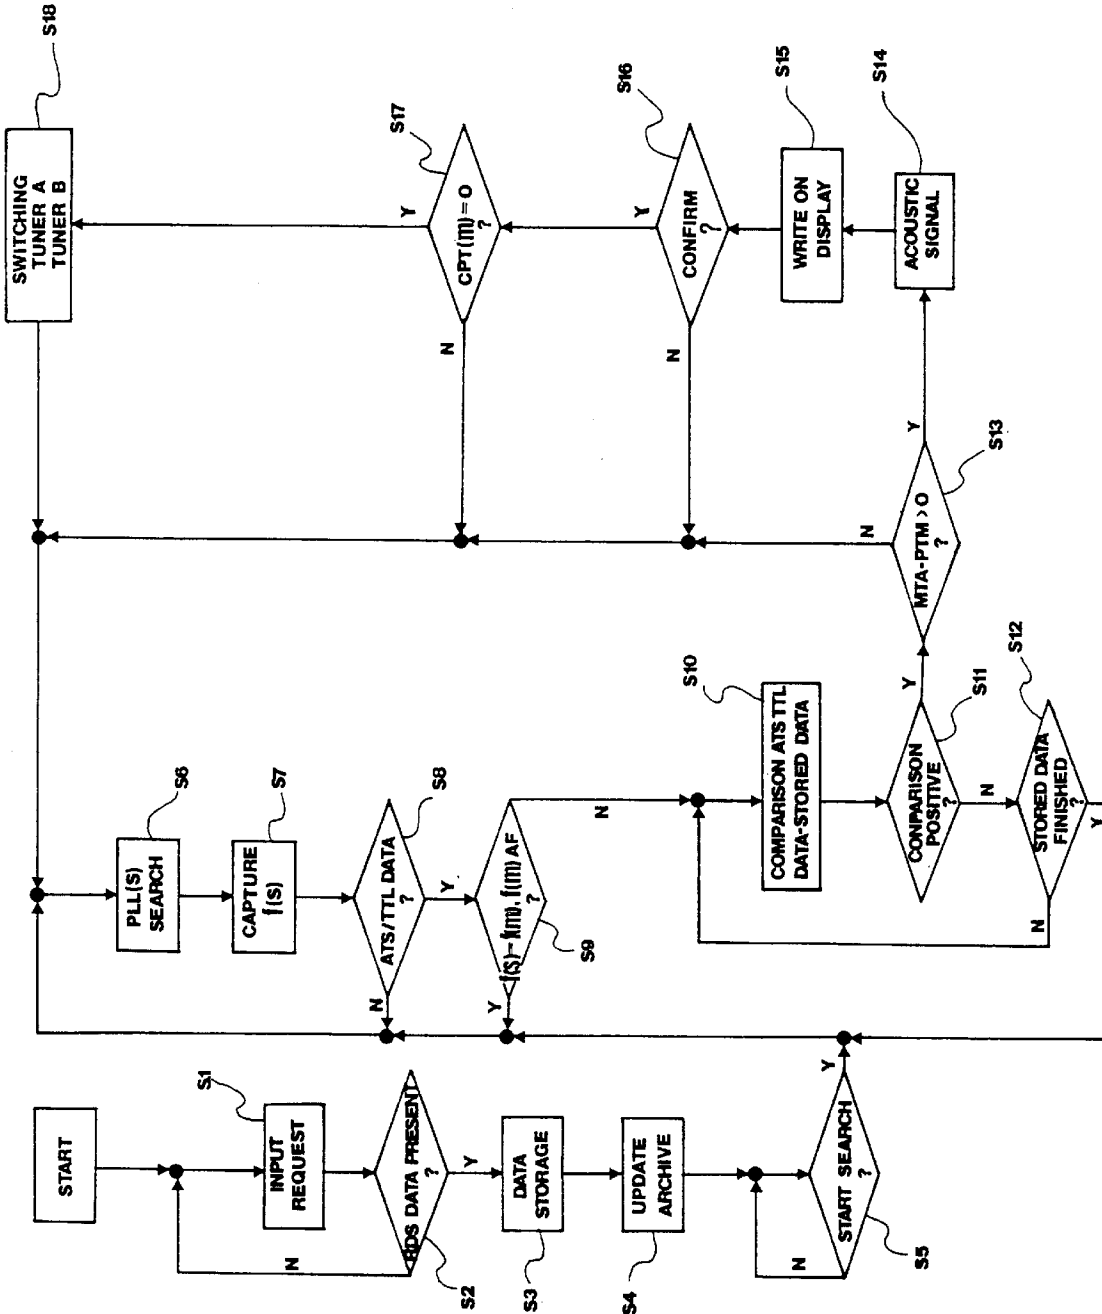 START
S1
INPUT
REQUEST
RDS DATA PRESENT
?
N
Y
S2
DATA
STORAGE
S3
UPDATE
ARCHIVE
S4
START SEARCH
?
N
Y
S5
PLL(S)
SEARCH
S6
CAPTURE
f(S)
S7
ATS/TTL DATA
?
N
Y
S8
f(S)=f(m), f(m) AF
?
Y
N
S9
COMPARISON ATS TTL
DATA-STORED DATA
S10
CONPARISON
POSITIVE
?
Y
N
S11
STORED DATA
FINISHED
?
N
Y
S12
MTA-PTM > O
?
N
Y
S13
ACOUSTIC
SIGNAL
S14
WRITE ON
DISPLAY
S15
CONFIRM
?
N
Y
S16
CPT(m) = O
?
N
Y
S17
SWITCHING
TUNER A
TUNER B
S18